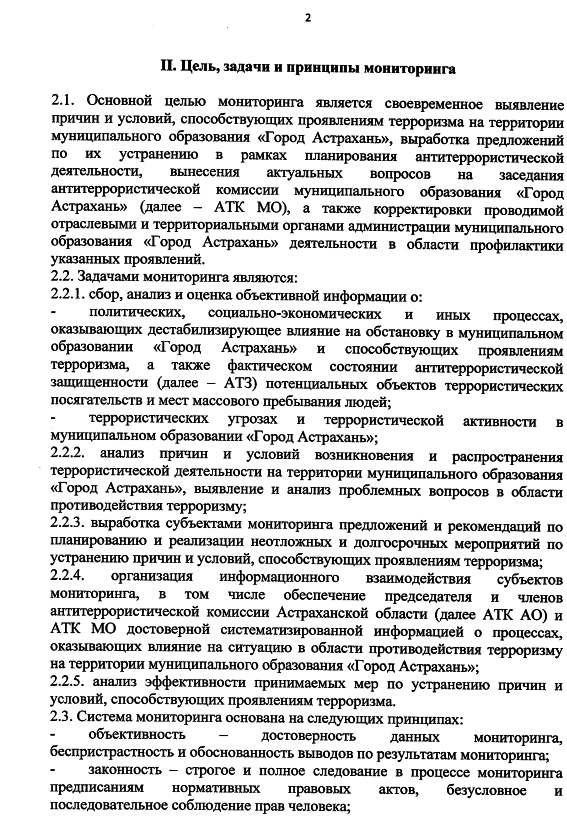 2
II. Цель, задачи и принципы мониторинга
2.1. Основной целью мониторинга является своевременное выявление
причин и условий, способствующих проявлениям терроризма на территории
муниципального образования «Город Астрахань», выработка предложений
по их устранению в рамках планирования антитеррористической
деятельности, вынесения актуальных вопросов на заседания
антитеррористической комиссии муниципального образования «Город
Астрахань» (далее – АТК МО), а также корректировки проводимой
отраслевыми и территориальными органами администрации муниципального
образования «Город Астрахань» деятельности в области профилактики
указанных проявлений.
2.2. Задачами мониторинга являются:
2.2.1. сбор, анализ и оценка объективной информации о:
- политических, социально-экономических и иных процессах,
оказывающих дестабилизирующее влияние на обстановку в муниципальном
образовании «Город Астрахань» и способствующих проявлениям
терроризма, а также фактическом состоянии антитеррористической
защищенности (далее – АТЗ) потенциальных объектов террористических
посягательств и мест массового пребывания людей;
- террористических угрозах и террористической активности в
муниципальном образовании «Город Астрахань»;
2.2.2. анализ причин и условий возникновения и распространения
террористической деятельности на территории муниципального образования
«Город Астрахань», выявление и анализ проблемных вопросов в области
противодействия терроризму;
2.2.3. выработка субъектами мониторинга предложений и рекомендаций по
планированию и реализации неотложных и долгосрочных мероприятий по
устранению причин и условий, способствующих проявлениям терроризма;
2.2.4. организация информационного взаимодействия субъектов
мониторинга, в том числе обеспечение председателя и членов
антитеррористической комиссии Астраханской области (далее АТК АО) и
АТК МО достоверной систематизированной информацией о процессах,
оказывающих влияние на ситуацию в области противодействия терроризму
на территории муниципального образования «Город Астрахань»;
2.2.5. анализ эффективности принимаемых мер по устранению причин и
условий, способствующих проявлениям терроризма.
2.3. Система мониторинга основана на следующих принципах:
- объективность – достоверность данных мониторинга,
беспристрастность и обоснованность выводов по результатам мониторинга;
- законность – строгое и полное следование в процессе мониторинга
предписаниям нормативных правовых актов, безусловное и
последовательное соблюдение прав человека;